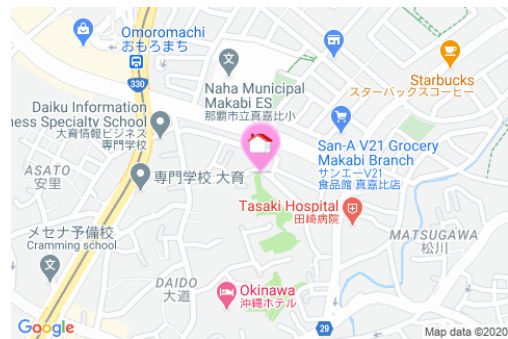 Omoromachi
おもろまち
330
Naha Municipal
Makabi ES
那覇市立真嘉比小
Starbucks
スターバックスコーヒー
Daiku Information
ness Specialty School
大育情報ビジネス
専門学校
San-A V21 Grocery
Makabi Branch
サンエーV21
食品館 真嘉比店
ASATO
安里
専門学校 大育
Tasaki Hospital
田崎病院
メセナ予備校
Cramming school
MATSUGAWA
松川
DAIDO
大道
Okinawa
沖縄ホテル
29
Google
Map data ©2020